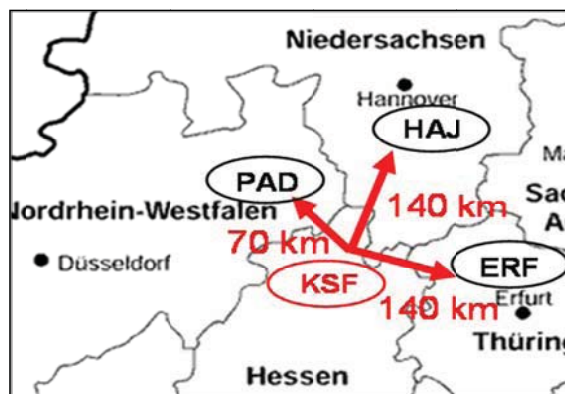 Niedersachsen
Hannover
HAJ
PAD
Nordrhein-Westfalen
140 km
70 km
Düsseldorf
KSF
ERF
140 km
Erfurt
Hessen